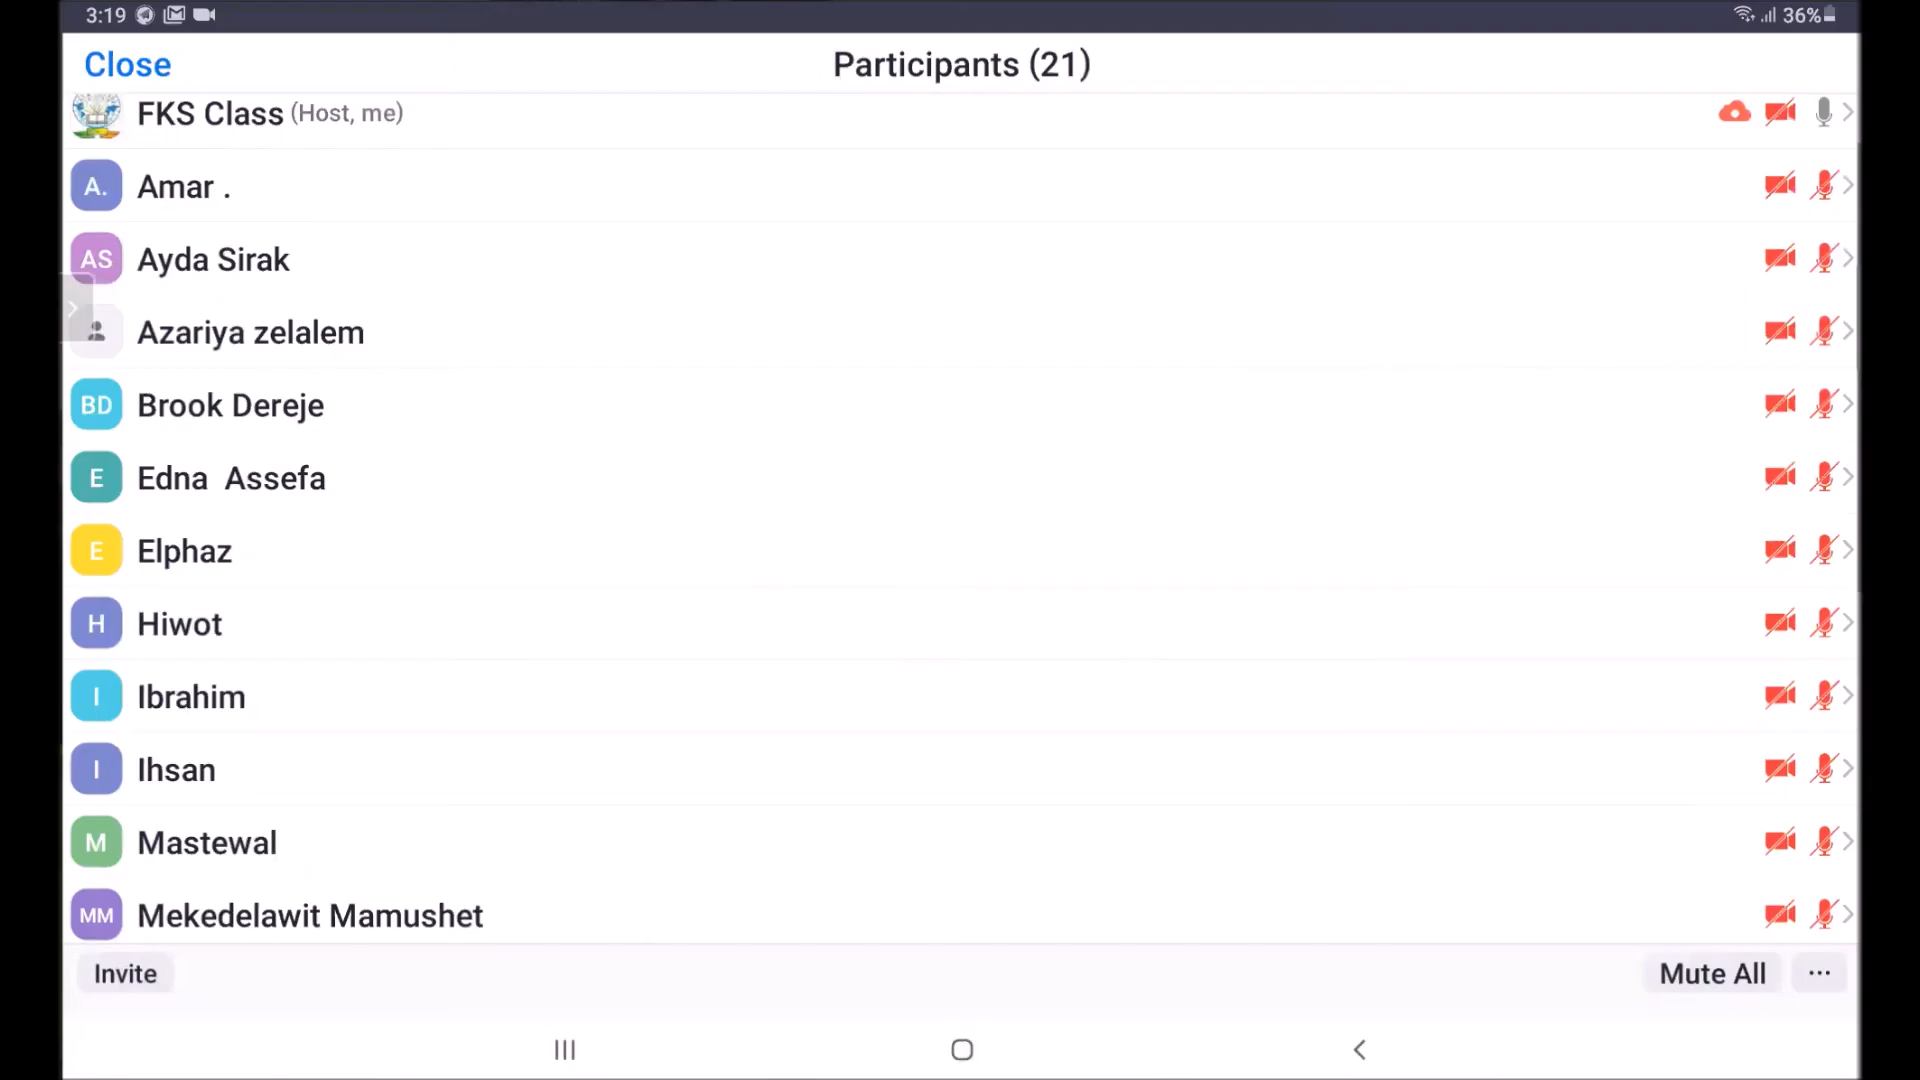 3:19 36%
Close Participants (21)
FKS Class (Host, me)
A. Amar .
AS Ayda Sirak
Azariya zelalem
BD Brook Dereje
E Edna  Assefa
E Elphaz
H Hiwot
I Ibrahim
I Ihsan
M Mastewal
MM Mekedelawit Mamushet
Invite Mute All ...